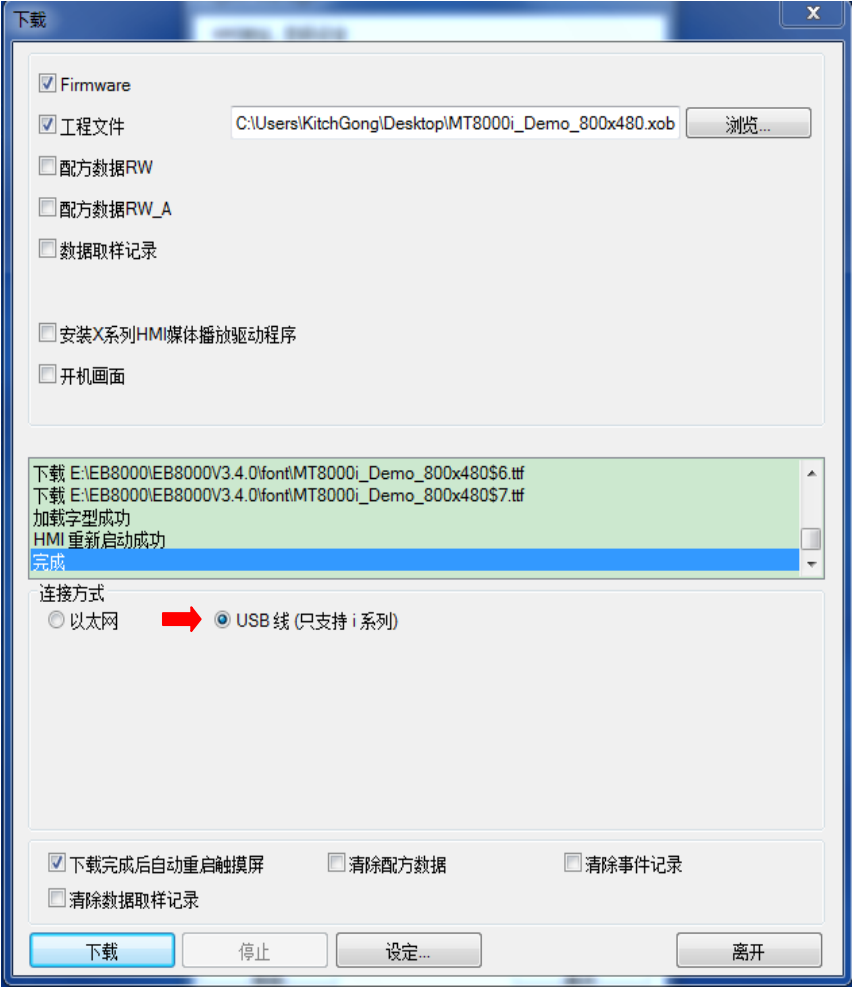 下载
Firmware
工程文件 C:\Users\KitchGong\Desktop\MT8000i_Demo_800x480.xob 浏览...
配方数据RW
配方数据RW_A
数据取样记录
安装X系列HMI媒体播放驱动程序
开机画面
下载 E:\EB8000\EB8000V3.4.0\font\MT8000i_Demo_800x480$6.ttf
下载 E:\EB8000\EB8000V3.4.0\font\MT8000i_Demo_800x480$7.ttf
加载字型成功
HMI 重新启动成功
完成
连接方式
以太网 USB 线 (只支持 i 系列)
下载完成后自动重启触摸屏 清除配方数据 清除事件记录
清除数据取样记录
下载 停止 设定... 离开